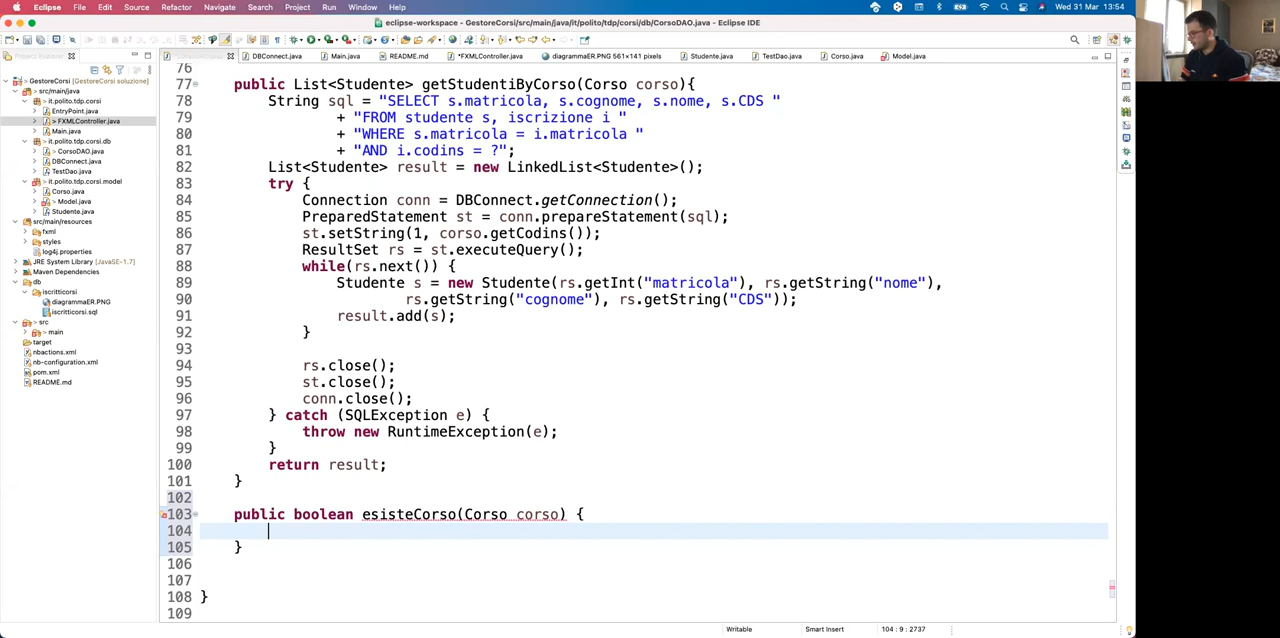 Eclipse File Edit Source Refactor Navigate Search Project Run Window Help Wed 31 Mar 13:54
eclipse-workspace - GestoreCorsi/src/main/java/it/polito/tdp/corsi/db/CorsoDAO.java - Eclipse IDE
Project Explorer
DBConnect.java Main.java README.md *FXMLController.java diagrammaER.PNG 561×141 pixels Studente.java TestDao.java Corso.java Model.java
GestoreCorsi [GestoreCorsi soluzione]
src/main/java
it.polito.tdp.corsi
EntryPoint.java
> FXMLController.java
Main.java
it.polito.tdp.corsi.db
> CorsoDAO.java
DBConnect.java
TestDao.java
it.polito.tdp.corsi.model
Corso.java
> Model.java
Studente.java
src/main/resources
fxml
styles
log4j.properties
JRE System Library [JavaSE-1.7]
Maven Dependencies
db
iscritticorsi
diagrammaER.PNG
iscritticorsi.sql
> src
> main
target
nbactions.xml
nb-configuration.xml
pom.xml
README.md
76
77 public List<Studente> getStudentiByCorso(Corso corso){
78 String sql = "SELECT s.matricola, s.cognome, s.nome, s.CDS "
79 + "FROM studente s, iscrizione i "
80 + "WHERE s.matricola = i.matricola "
81 + "AND i.codins = ?";
82 List<Studente> result = new LinkedList<Studente>();
83 try {
84 Connection conn = DBConnect.getConnection();
85 PreparedStatement st = conn.prepareStatement(sql);
86 st.setString(1, corso.getCodins());
87 ResultSet rs = st.executeQuery();
88 while(rs.next()) {
89 Studente s = new Studente(rs.getInt("matricola"), rs.getString("nome"),
90 rs.getString("cognome"), rs.getString("CDS"));
91 result.add(s);
92 }
93
94 rs.close();
95 st.close();
96 conn.close();
97 } catch (SQLException e) {
98 throw new RuntimeException(e);
99 }
100 return result;
101 }
102
103 public boolean esisteCorso(Corso corso) {
104
105 }
106
107
108 }
109
Writable Smart Insert 104 : 9 : 2737